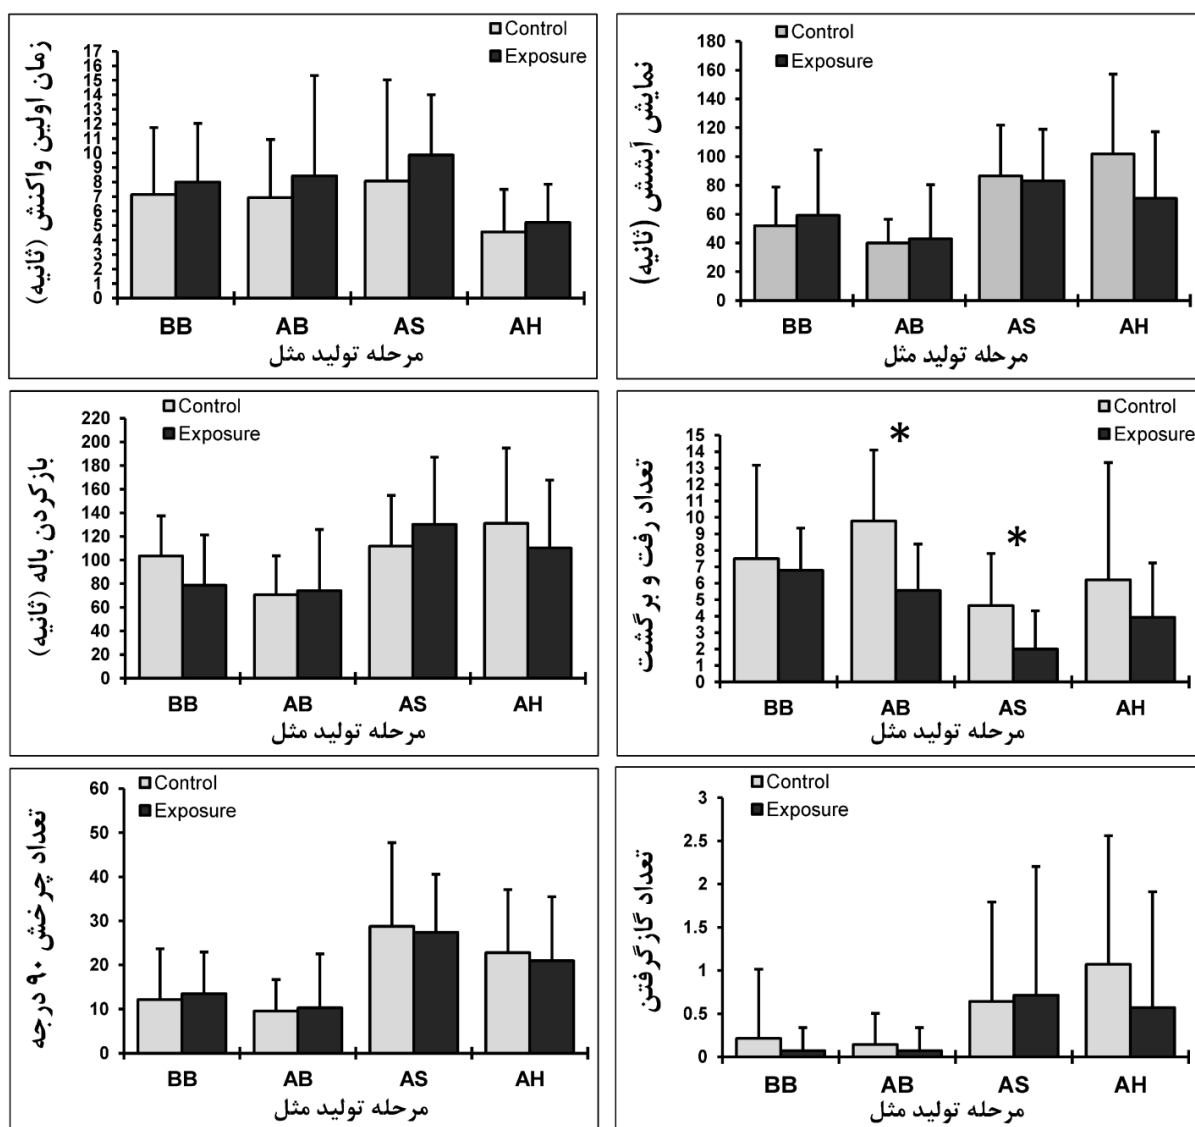 زمان اولین واکنش (ثانیه)
Control
Exposure
17
16
15
14
13
12
11
10
9
8
7
6
5
4
3
2
1
0
BB AB AS AH
مرحله تولید مثل
نمایش آبشش (ثانیه)
Control
Exposure
180
160
140
120
100
80
60
40
20
0
BB AB AS AH
مرحله تولید مثل
بازکردن باله (ثانیه)
Control
Exposure
220
200
180
160
140
120
100
80
60
40
20
0
BB AB AS AH
مرحله تولید مثل
تعداد رفت و برگشت
Control
Exposure
15
14
13
12
11
10
9
8
7
6
5
4
3
2
1
0
*
*
BB AB AS AH
مرحله تولید مثل
تعداد چرخش ۹۰ درجه
Control
Exposure
60
50
40
30
20
10
0
BB AB AS AH
مرحله تولید مثل
تعداد گازگرفتن
Control
Exposure
3
2.5
2
1.5
1
0.5
0
BB AB AS AH
مرحله تولید مثل